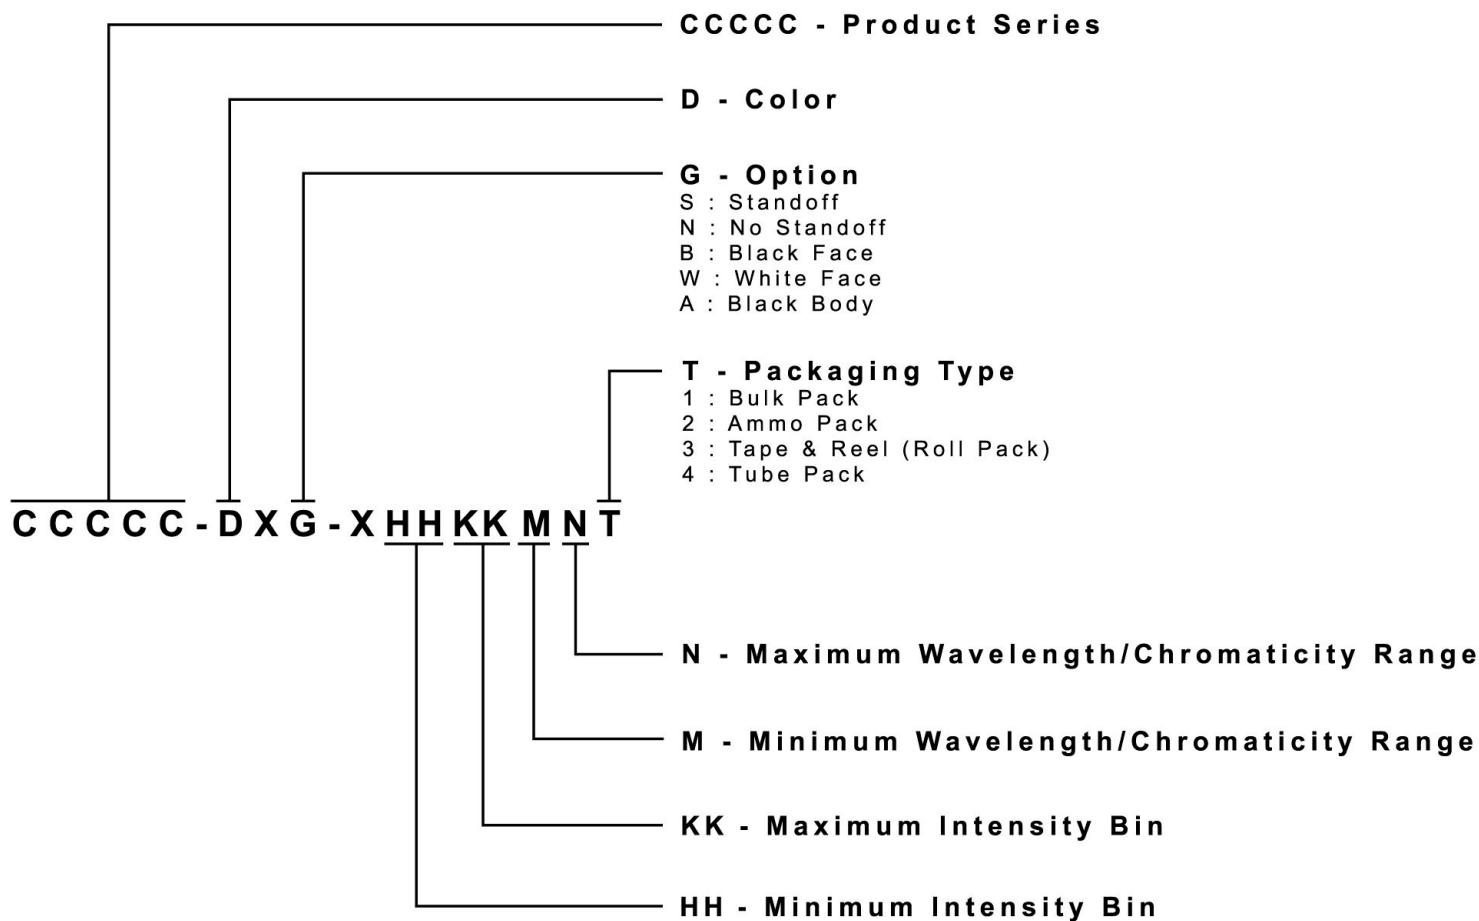 CCCCC - Product Series
D - Color
G - Option
S : Standoff
N : No Standoff
B : Black Face
W : White Face
A : Black Body
T - Packaging Type
1 : Bulk Pack
2 : Ammo Pack
3 : Tape & Reel (Roll Pack)
4 : Tube Pack
CCCCC-DXG-XHHKKMNT
N - Maximum Wavelength/Chromaticity Range
M - Minimum Wavelength/Chromaticity Range
KK - Maximum Intensity Bin
HH - Minimum Intensity Bin